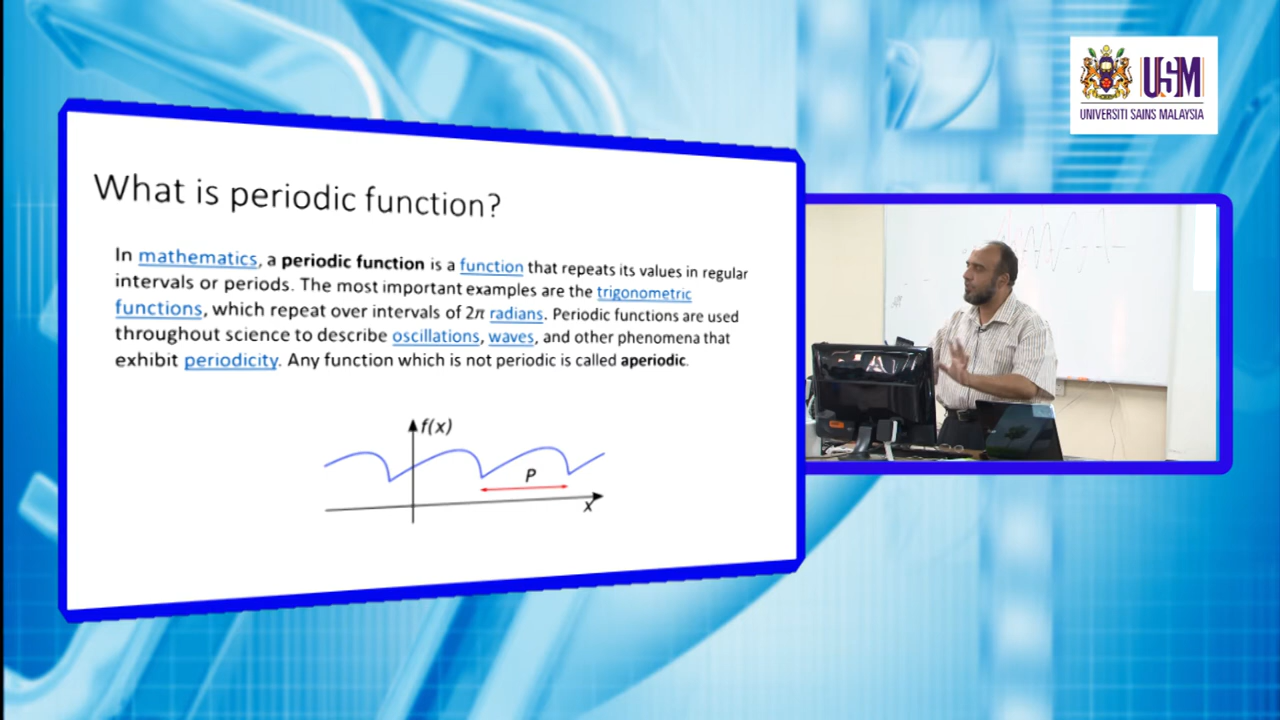 USM
UNIVERSITI SAINS MALAYSIA
What is periodic function?
In mathematics, a periodic function is a function that repeats its values in regular
intervals or periods. The most important examples are the trigonometric
functions, which repeat over intervals of 2π radians. Periodic functions are used
throughout science to describe oscillations, waves, and other phenomena that
exhibit periodicity. Any function which is not periodic is called aperiodic.
f(x)
P
x